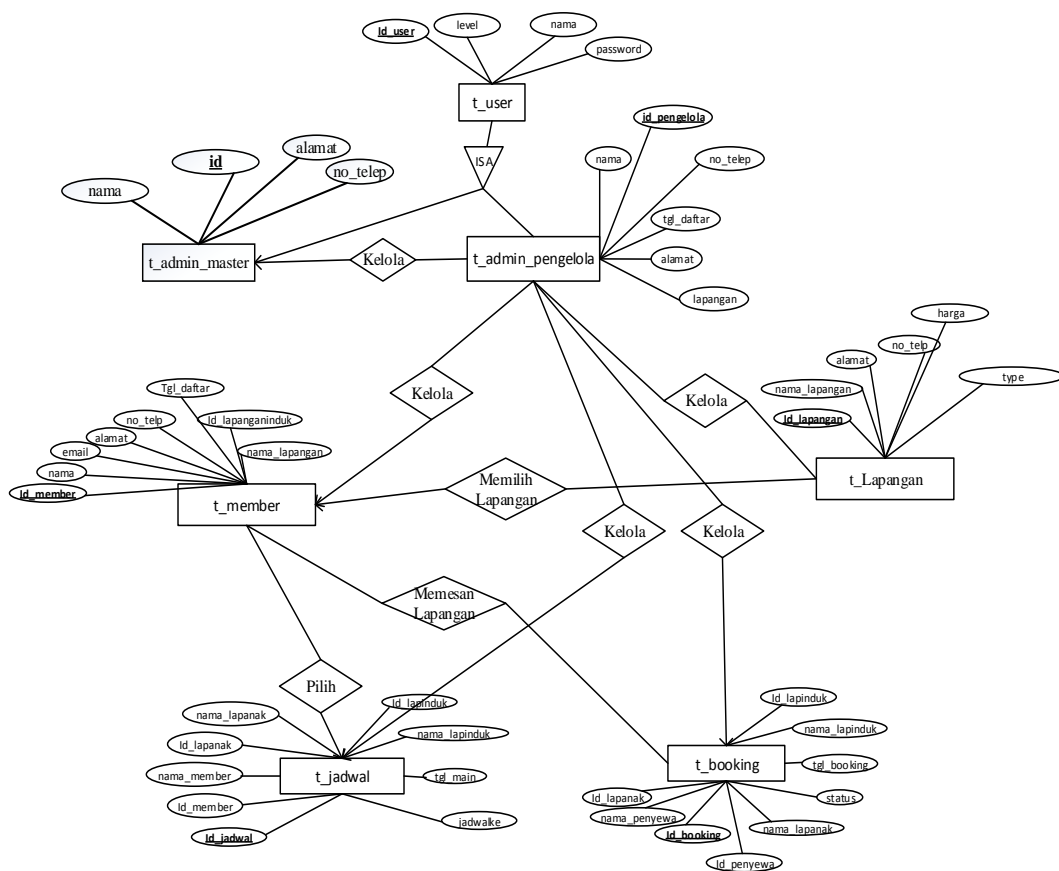 Id_user
level
nama
password
t_user
ISA
id_pengelola
nama
no_telep
tgl_daftar
alamat
lapangan
t_admin_pengelola
nama
id
alamat
no_telep
t_admin_master
Kelola
Kelola
Kelola
harga
no_telp
alamat
type
nama_lapangan
Id_lapangan
t_Lapangan
Tgl_daftar
no_telp
Id_lapanganinduk
alamat
nama_lapangan
email
nama
Id_member
t_member
Memilih
Lapangan
Kelola
Kelola
Memesan
Lapangan
Pilih
nama_lapanak
Id_lapinduk
Id_lapanak
nama_lapinduk
nama_member
t_jadwal
tgl_main
Id_member
jadwalke
Id_jadwal
Id_lapinduk
nama_lapinduk
t_booking
tgl_booking
Id_lapanak
status
nama_penyewa
Id_booking
nama_lapanak
Id_penyewa